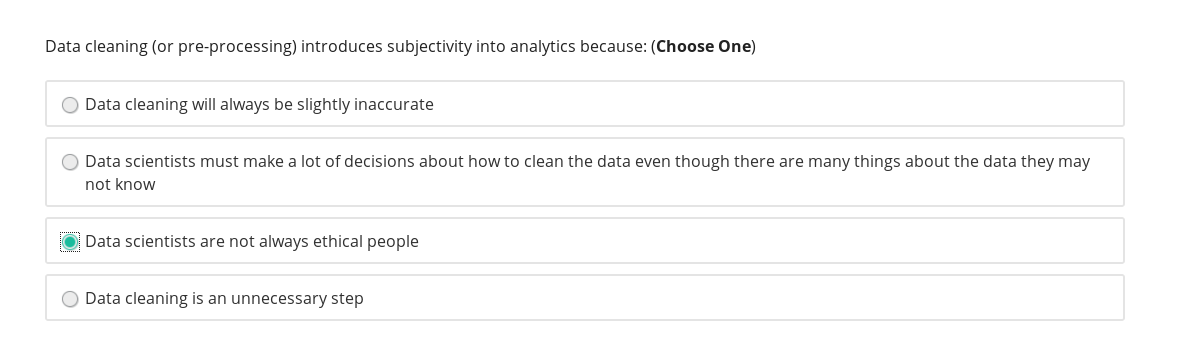 Data cleaning (or pre-processing) introduces subjectivity into analytics because: (Choose One)
Data cleaning will always be slightly inaccurate
Data scientists must make a lot of decisions about how to clean the data even though there are many things about the data they may
not know
Data scientists are not always ethical people
Data cleaning is an unnecessary step